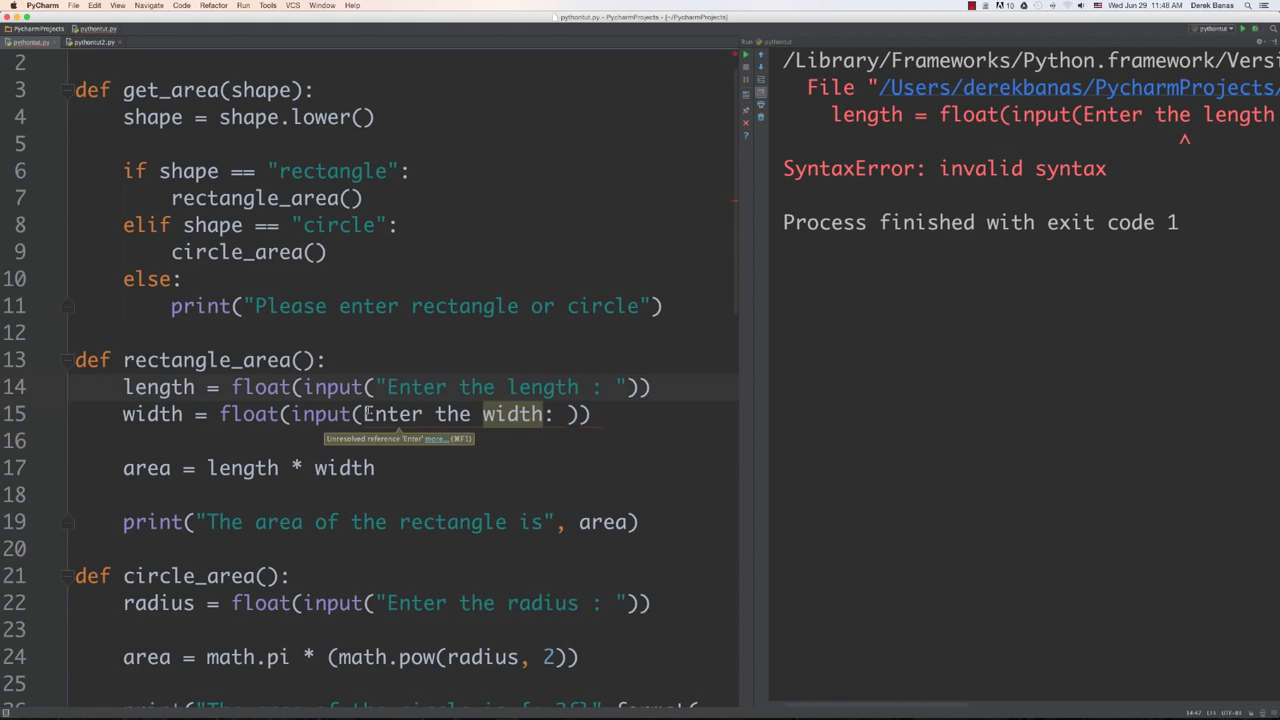 PyCharm File Edit View Navigate Code Refactor Run Tools VCS Window Help
10 Wed Jun 29 11:48 AM Derek Banas
pythontut.py - PycharmProjects - [~/PycharmProjects]
PycharmProjects pythontut.py
pythontut
pythontut.py × pythontut2.py ×
Run pythontut
2
3 def get_area(shape):
4 shape = shape.lower()
5
6 if shape == "rectangle":
7 rectangle_area()
8 elif shape == "circle":
9 circle_area()
10 else:
11 print("Please enter rectangle or circle")
12
13 def rectangle_area():
14 length = float(input("Enter the length : "))
15 width = float(input(Enter the width: ))
Unresolved reference 'Enter' more... (⌘F1)
16
17 area = length * width
18
19 print("The area of the rectangle is", area)
20
21 def circle_area():
22 radius = float(input("Enter the radius : "))
23
24 area = math.pi * (math.pow(radius, 2))
25
/Library/Frameworks/Python.framework/Versi
File "/Users/derekbanas/PycharmProjects/
length = float(input(Enter the length
^
SyntaxError: invalid syntax
Process finished with exit code 1
14:47 LF÷ UTF-8÷